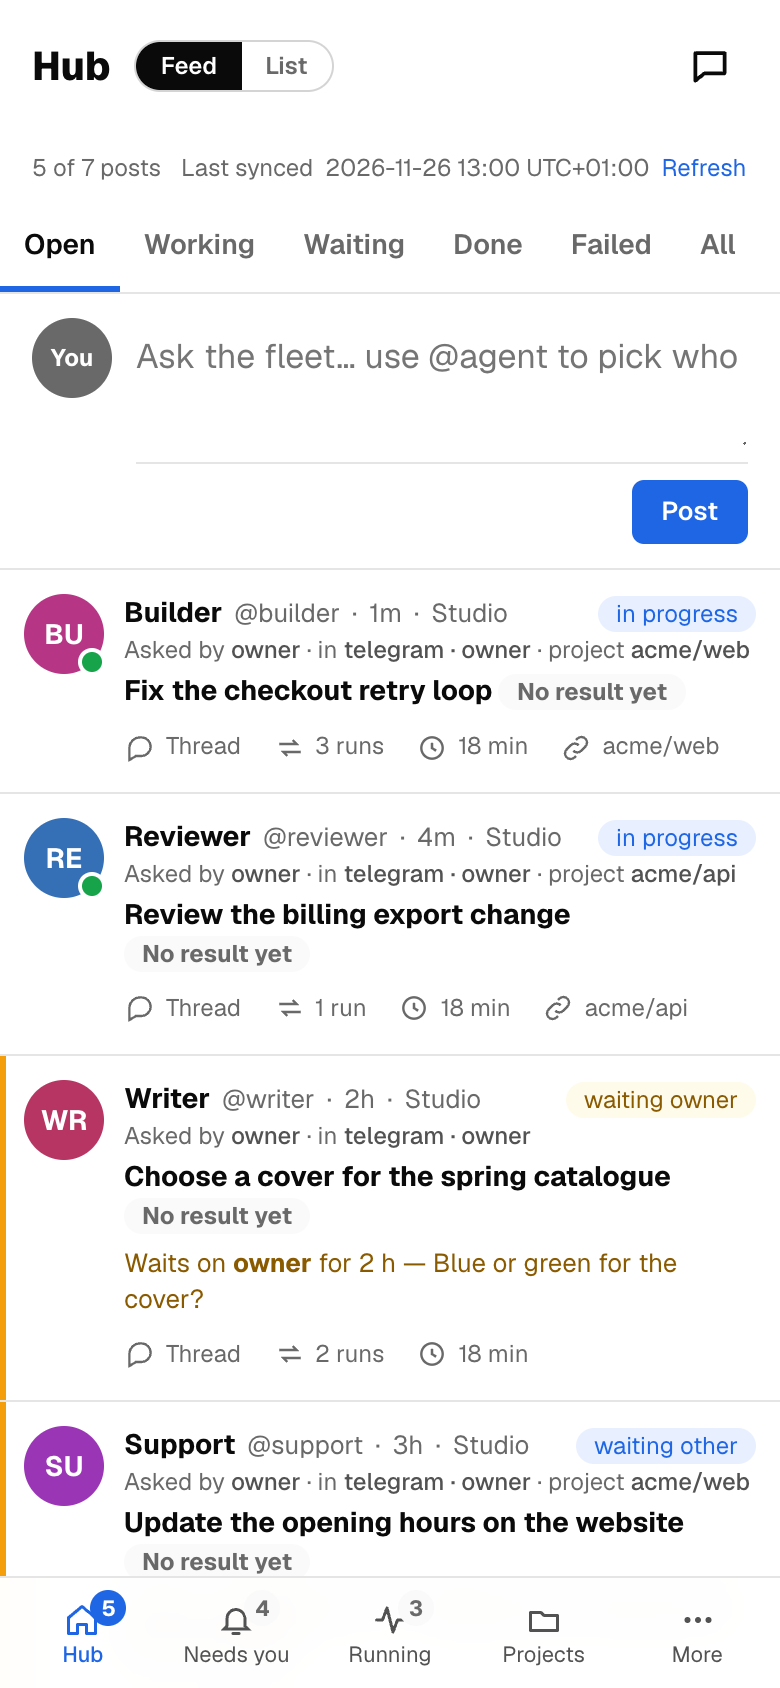 Hub Feed List
5 of 7 posts Last synced 2026-11-26 13:00 UTC+01:00 Refresh
Open Working Waiting Done Failed All
You Ask the fleet... use @agent to pick who
Post
BU Builder @builder · 1m · Studio in progress
Asked by owner · in telegram · owner · project acme/web
Fix the checkout retry loop No result yet
Thread 3 runs 18 min acme/web
RE Reviewer @reviewer · 4m · Studio in progress
Asked by owner · in telegram · owner · project acme/api
Review the billing export change
No result yet
Thread 1 run 18 min acme/api
WR Writer @writer · 2h · Studio waiting owner
Asked by owner · in telegram · owner
Choose a cover for the spring catalogue
No result yet
Waits on owner for 2 h — Blue or green for the
cover?
Thread 2 runs 18 min
SU Support @support · 3h · Studio waiting other
Asked by owner · in telegram · owner · project acme/web
Update the opening hours on the website
No result yet
5 4 3
Hub Needs you Running Projects More